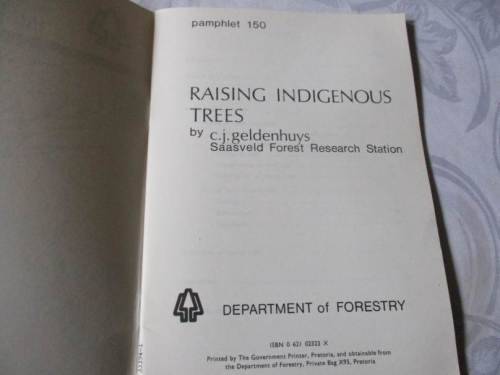 pamphlet 150
RAISING INDIGENOUS
TREES
by c.j.geldenhuys
Saasveld Forest Research Station
DEPARTMENT of FORESTRY
ISBN 0 621 02523 X
Printed by The Government Printer, Pretoria, and obtainable from
the Department of Forestry, Private Bag X93, Pretoria